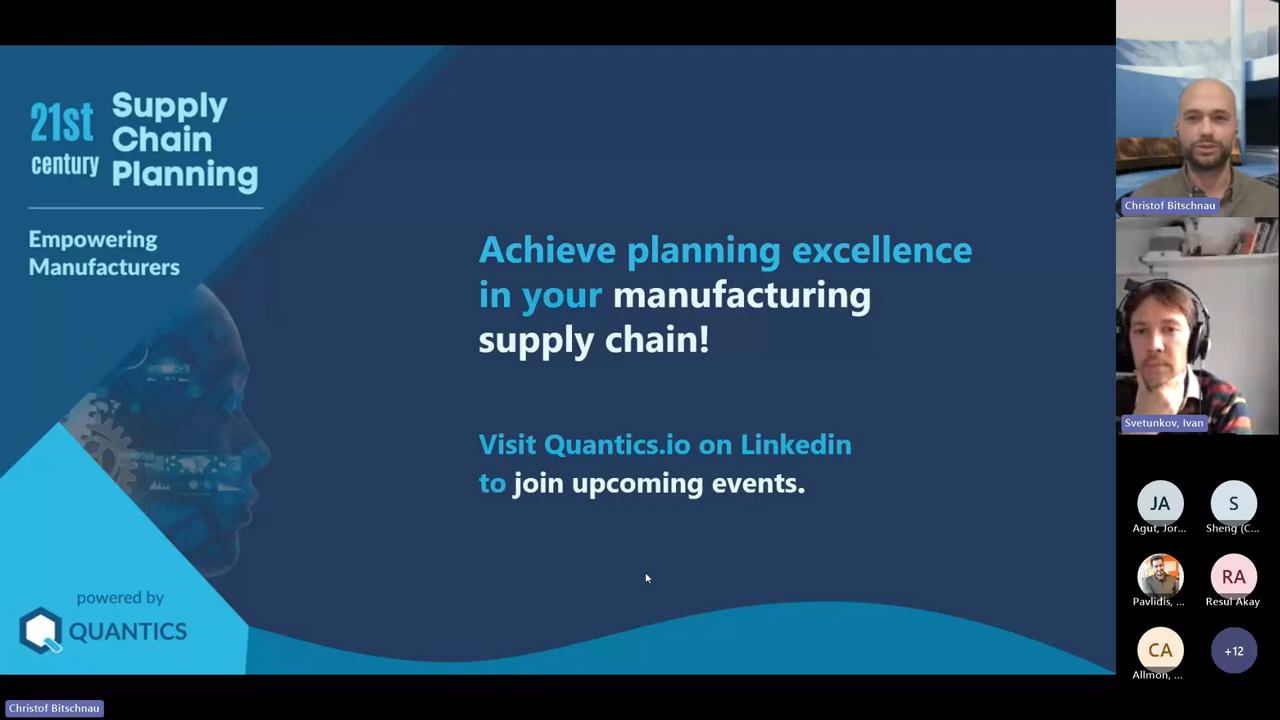 21st
century
Supply
Chain
Planning
Empowering
Manufacturers
Achieve planning excellence
in your manufacturing
supply chain!
Visit Quantics.io on Linkedin
to join upcoming events.
powered by
QUANTICS
Christof Bitschnau
Christof Bitschnau
Svetunkov, Ivan
JA
Agut, Jor...
S
Sheng (C...
Pavlidis, ...
RA
Resul Akay
CA
Allmon, ...
+12